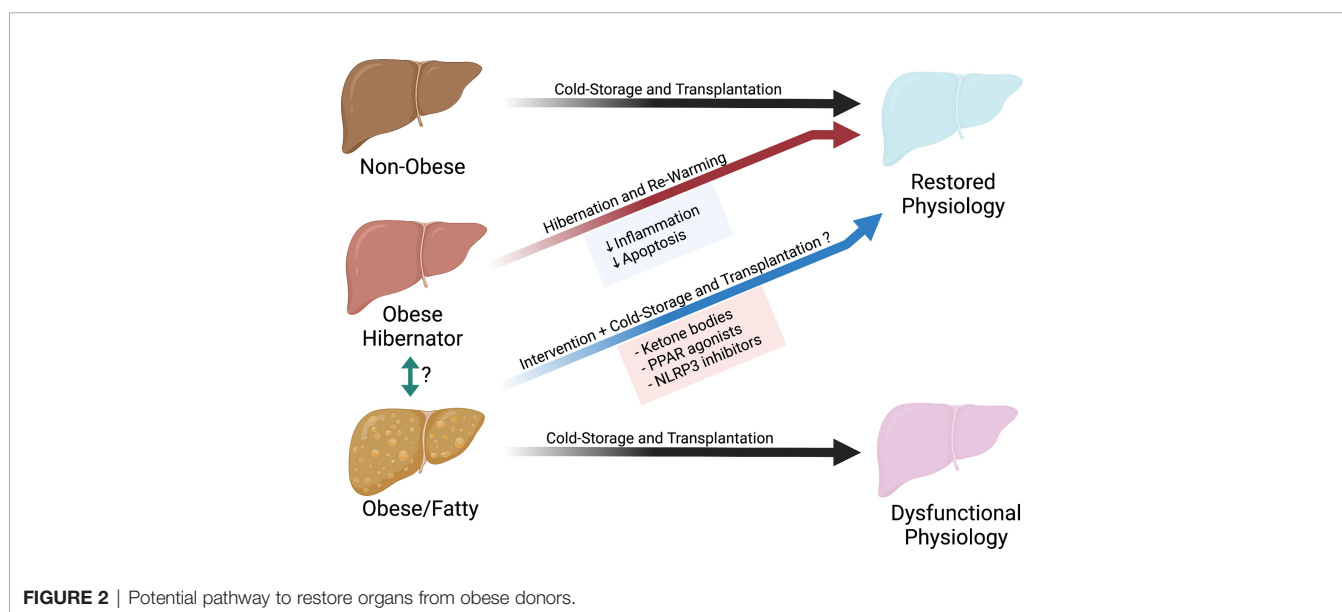 Cold-Storage and Transplantation
Non-Obese
Hibernation and Re-Warming
↓Inflammation
↓Apoptosis
Restored
Physiology
Obese
Hibernator
Intervention + Cold-Storage and Transplantation ?
- Ketone bodies
- PPAR agonists
- NLRP3 inhibitors
?
Cold-Storage and Transplantation
Obese/Fatty
Dysfunctional
Physiology
FIGURE 2 | Potential pathway to restore organs from obese donors.